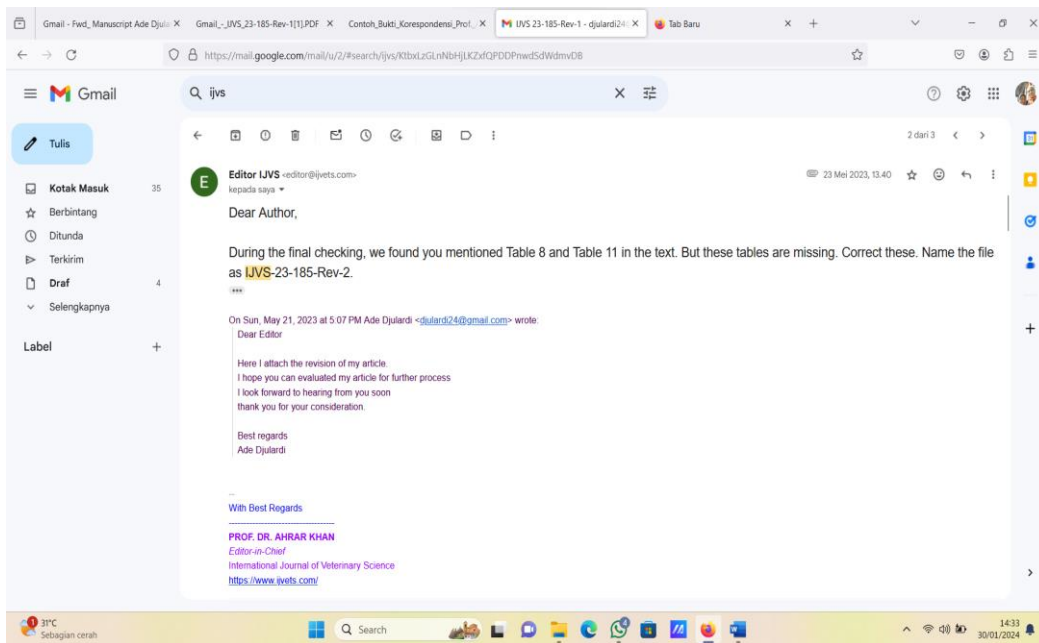 Gmail - Fwd_ Manuscript Ade Djula
Gmail_-_IJVS_23-185-Rev-1[1].PDF
Contoh_Bukti_Korespondensi_Prof._
IJVS 23-185-Rev-1 - djulardi24
Tab Baru
https://mail.google.com/mail/u/2/#search/ijvs/
Gmail
ijvs
Tulis
2 dari 3
Editor IJVS <editor@ijvets.com>
23 Mei 2023, 13.40
kepada saya
Kotak Masuk 35
Berbintang
Ditunda
Terkirim
Draf 4
Selengkapnya
Label
Dear Author,
During the final checking, we found you mentioned Table 8 and Table 11 in the text. But these tables are missing. Correct these. Name the file
as IJVS-23-185-Rev-2.
On Sun, May 21, 2023 at 5:07 PM Ade Djulardi <djulardi24@gmail.com> wrote:
Dear Editor
Here I attach the revision of my article.
I hope you can evaluated my article for further process
I look forward to hearing from you soon
thank you for your consideration.
Best regards
Ade Djulardi
--
With Best Regards
------------------------------------
PROF. DR. AHRAR KHAN
Editor-in-Chief
International Journal of Veterinary Science
https://www.ijvets.com/
31°C
Sebagian cerah
Search
14:33
30/01/2024